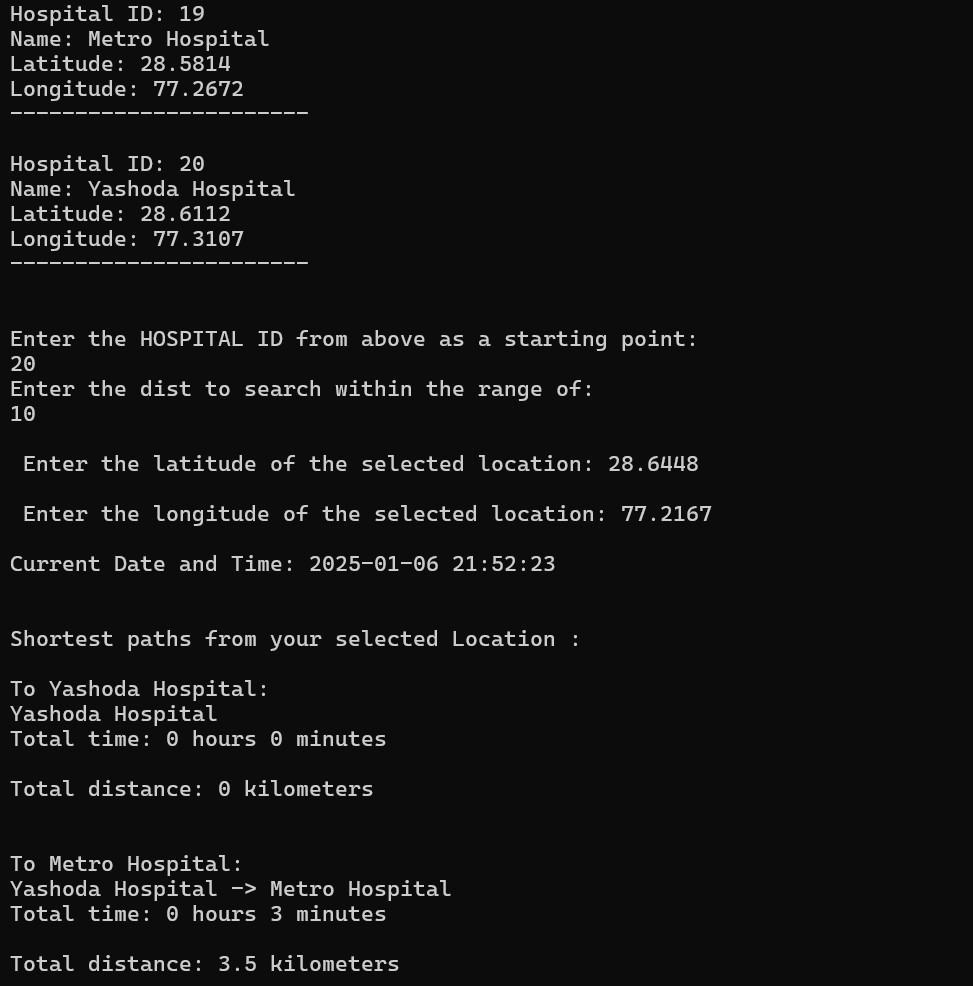 Hospital ID: 19
Name: Metro Hospital
Latitude: 28.5814
Longitude: 77.2672
-----------------------
Hospital ID: 20
Name: Yashoda Hospital
Latitude: 28.6112
Longitude: 77.3107
-----------------------
Enter the HOSPITAL ID from above as a starting point:
20
Enter the dist to search within the range of:
10
Enter the latitude of the selected location: 28.6448
Enter the longitude of the selected location: 77.2167
Current Date and Time: 2025-01-06 21:52:23
Shortest paths from your selected Location :
To Yashoda Hospital:
Yashoda Hospital
Total time: 0 hours 0 minutes
Total distance: 0 kilometers
To Metro Hospital:
Yashoda Hospital -> Metro Hospital
Total time: 0 hours 3 minutes
Total distance: 3.5 kilometers